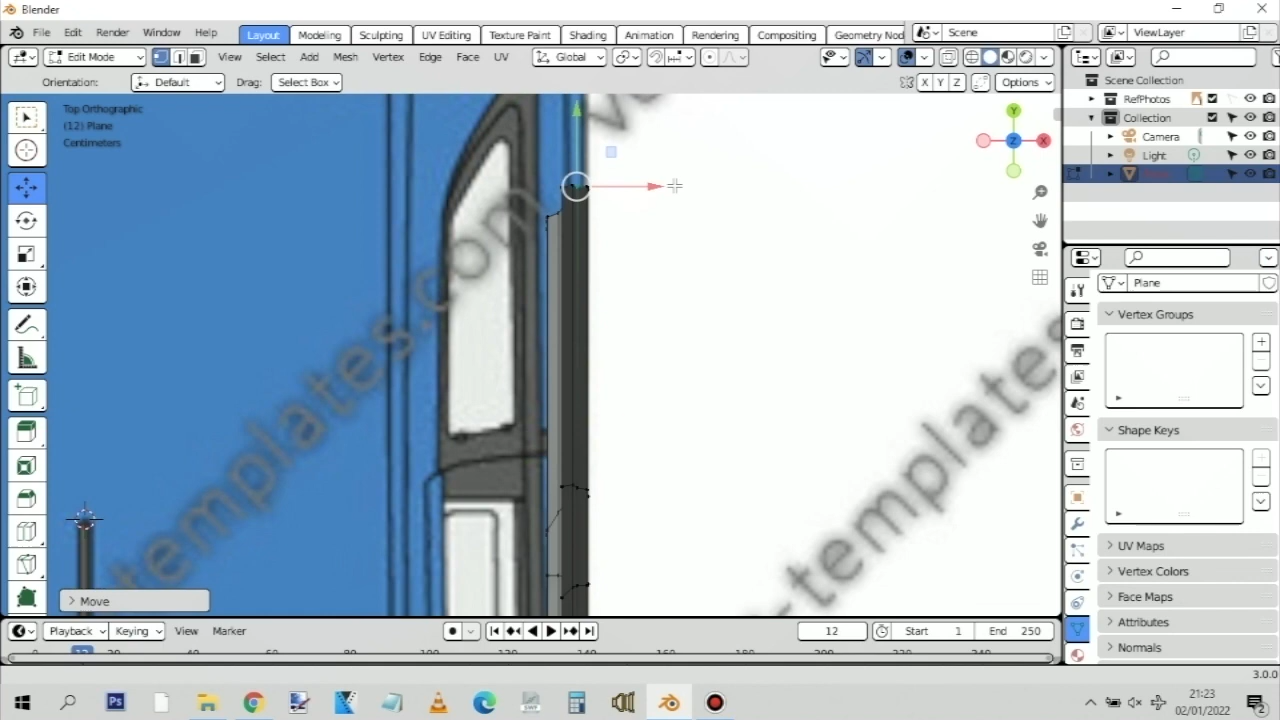 Blender
File Edit Render Window Help
Layout Modeling Sculpting UV Editing Texture Paint Shading Animation Rendering Compositing Geometry Nod
Scene
ViewLayer
Edit Mode View Select Add Mesh Vertex Edge Face UV
Global
Orientation: Default Drag: Select Box
X Y Z Options
Top Orthographic
(12) Plane
Centimeters
Y
Z
X
Scene Collection
RefPhotos
Collection
Camera
Light
Plane
Vertex Groups
Shape Keys
UV Maps
Vertex Colors
Face Maps
Attributes
Normals
templates.com
-templates
Move
Playback Keying View Marker
12 Start 1 End 250
3.0.0
21:23
02/01/2022